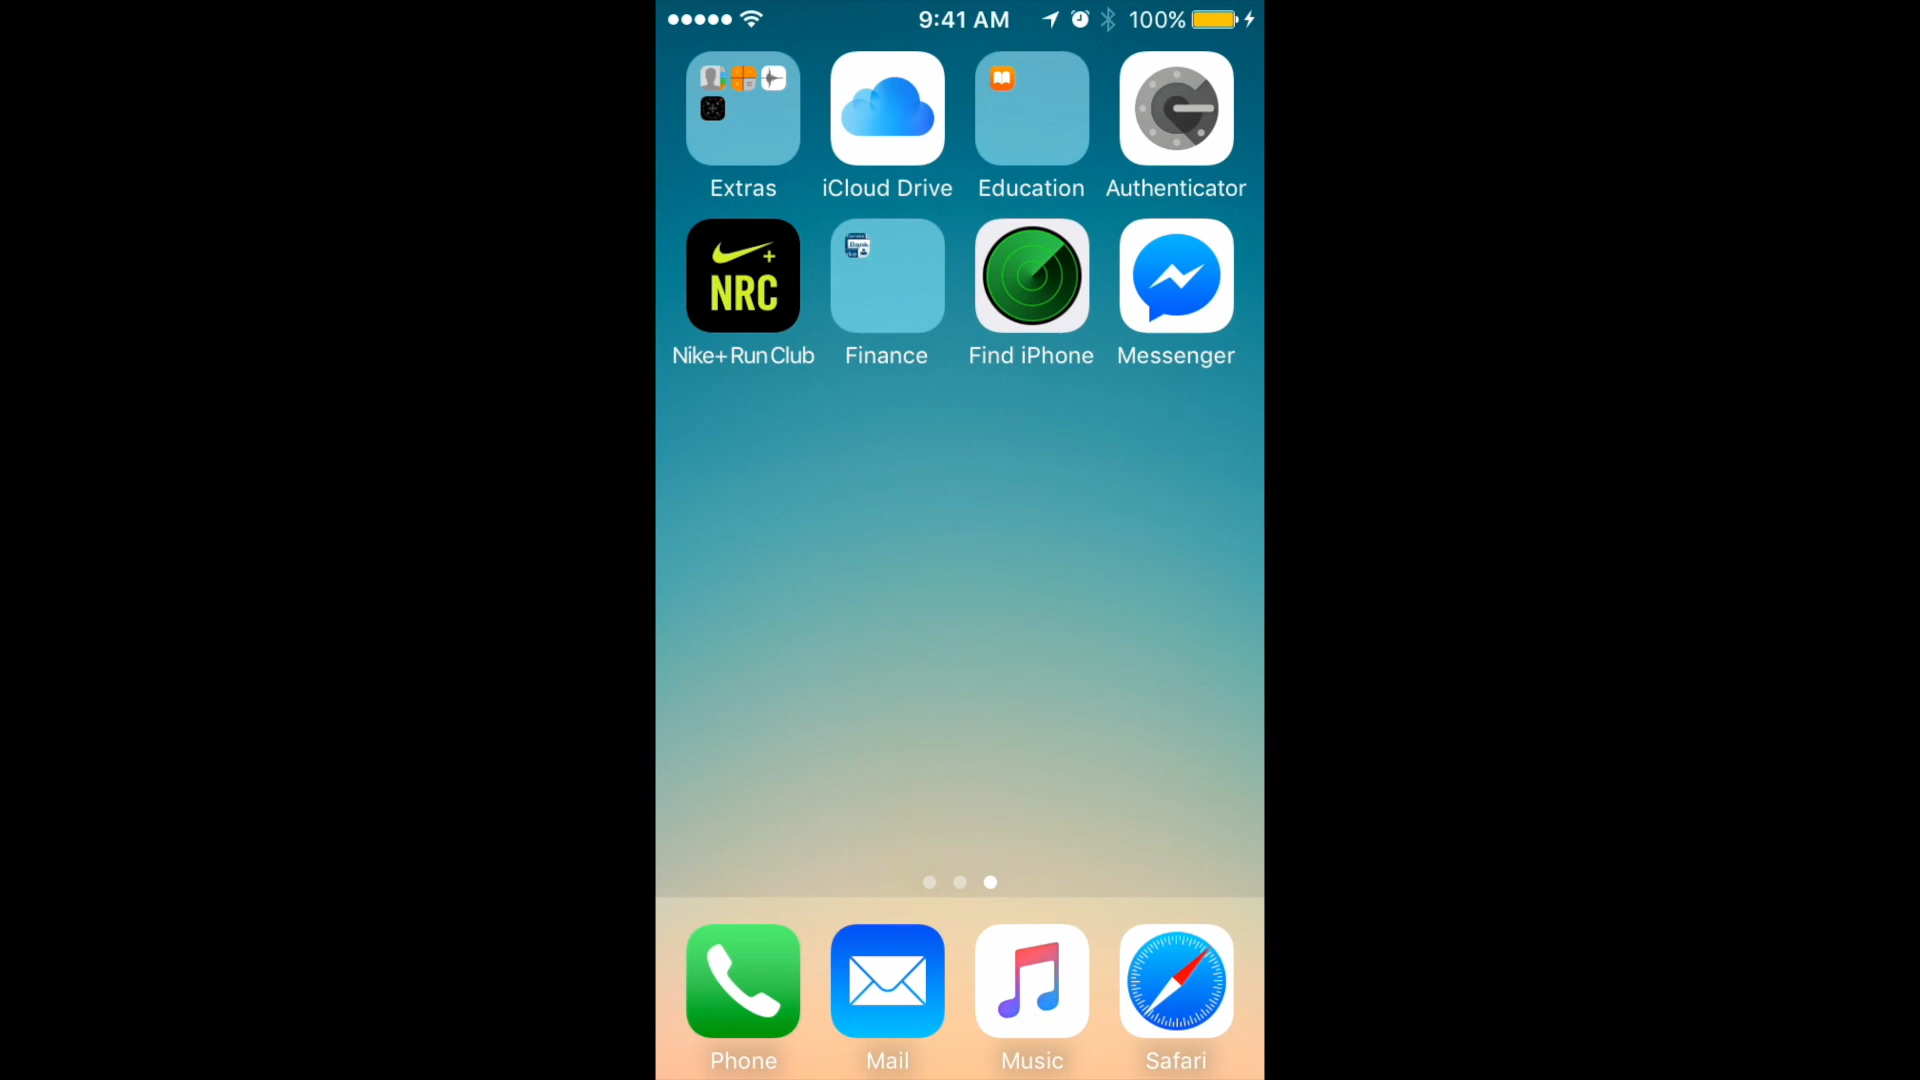 9:41 AM 100%
Extras iCloud Drive Education Authenticator
NRC
Nike+ Run Club Finance Find iPhone Messenger
Phone Mail Music Safari